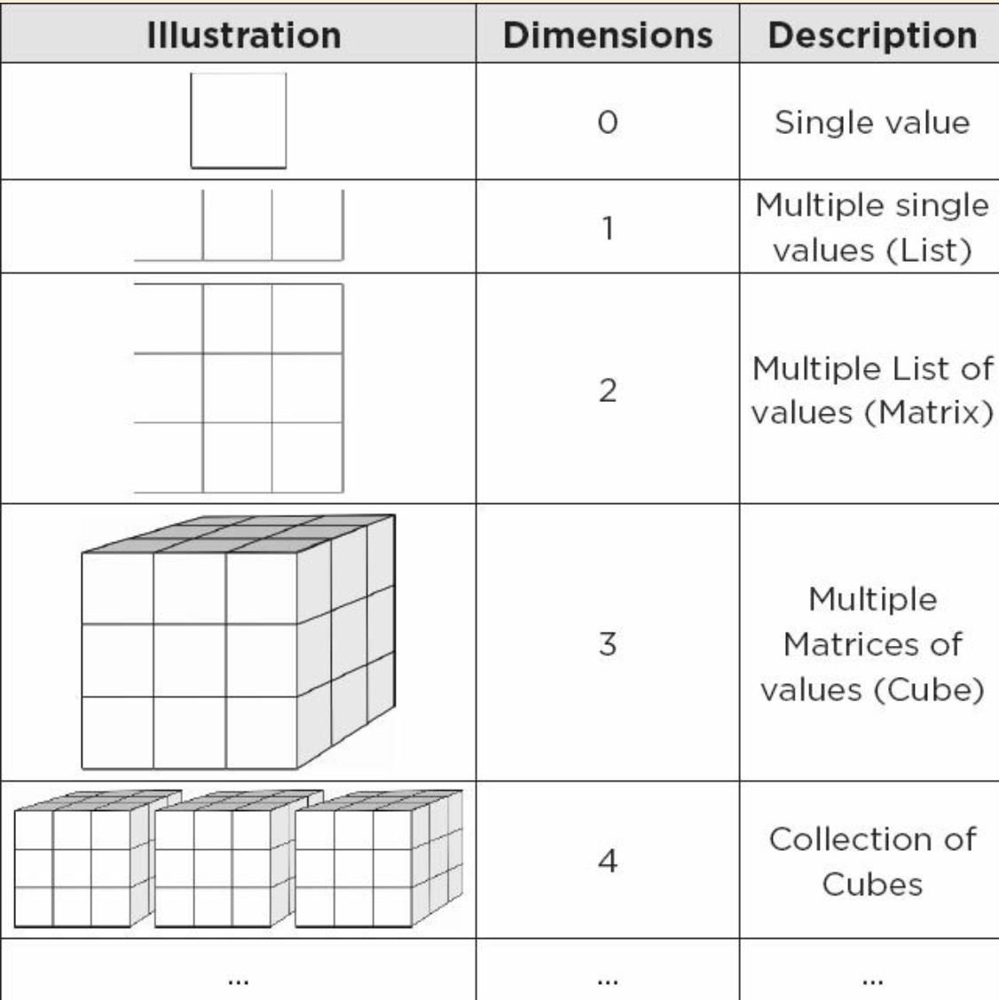 Illustration Dimensions Description
0 Single value
1 Multiple single
values (List)
2 Multiple List of
values (Matrix)
3 Multiple
Matrices of
values (Cube)
4 Collection of
Cubes
... ... ...